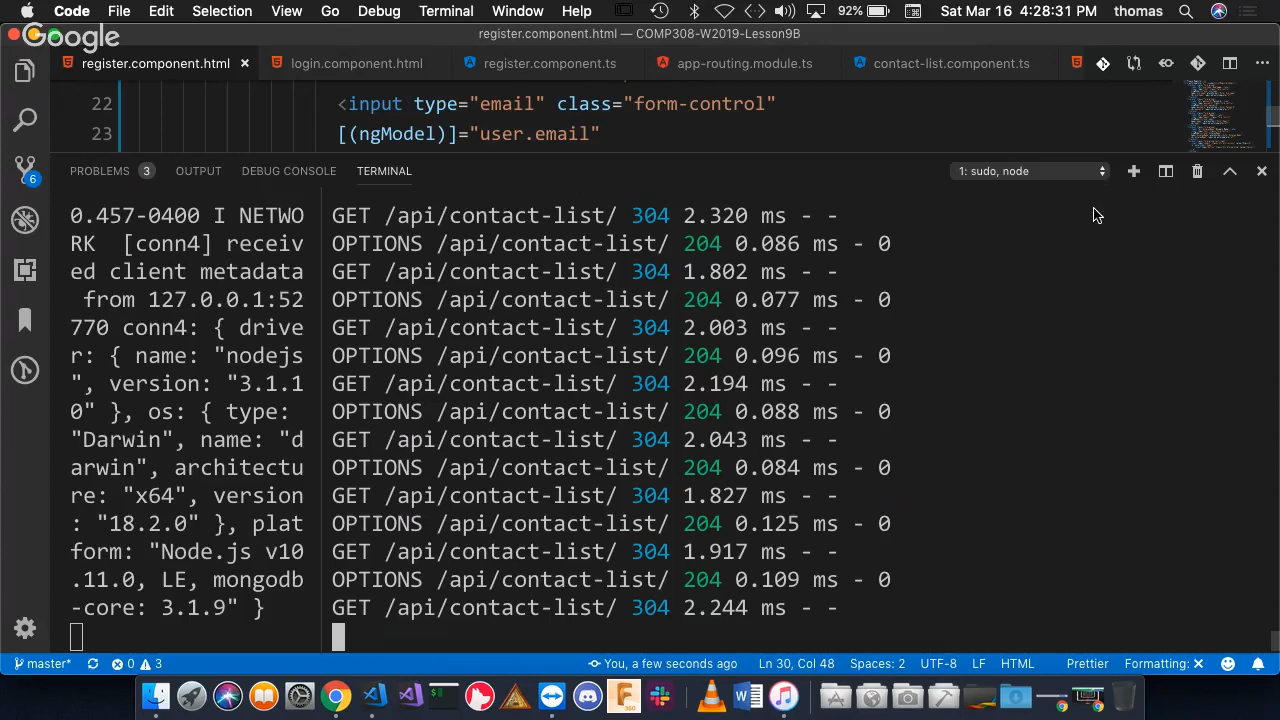 Code File Edit Selection View Go Debug Terminal Window Help 92% Sat Mar 16 4:28:31 PM thomas
Google
register.component.html — COMP308-W2019-Lesson9B
register.component.html login.component.html register.component.ts app-routing.module.ts contact-list.component.ts
22 <input type="email" class="form-control"
23 [(ngModel)]="user.email"
PROBLEMS 3 OUTPUT DEBUG CONSOLE TERMINAL 1: sudo, node
6
0.457-0400 I NETWO
RK [conn4] receiv
ed client metadata
from 127.0.0.1:52
770 conn4: { drive
r: { name: "nodejs
", version: "3.1.1
0" }, os: { type:
"Darwin", name: "d
arwin", architectu
re: "x64", version
: "18.2.0" }, plat
form: "Node.js v10
.11.0, LE, mongodb
-core: 3.1.9" }
GET /api/contact-list/ 304 2.320 ms - -
OPTIONS /api/contact-list/ 204 0.086 ms - 0
GET /api/contact-list/ 304 1.802 ms - -
OPTIONS /api/contact-list/ 204 0.077 ms - 0
GET /api/contact-list/ 304 2.003 ms - -
OPTIONS /api/contact-list/ 204 0.096 ms - 0
GET /api/contact-list/ 304 2.194 ms - -
OPTIONS /api/contact-list/ 204 0.088 ms - 0
GET /api/contact-list/ 304 2.043 ms - -
OPTIONS /api/contact-list/ 204 0.084 ms - 0
GET /api/contact-list/ 304 1.827 ms - -
OPTIONS /api/contact-list/ 204 0.125 ms - 0
GET /api/contact-list/ 304 1.917 ms - -
OPTIONS /api/contact-list/ 204 0.109 ms - 0
GET /api/contact-list/ 304 2.244 ms - -
master* 0 3 You, a few seconds ago Ln 30, Col 48 Spaces: 2 UTF-8 LF HTML Prettier Formatting: ×